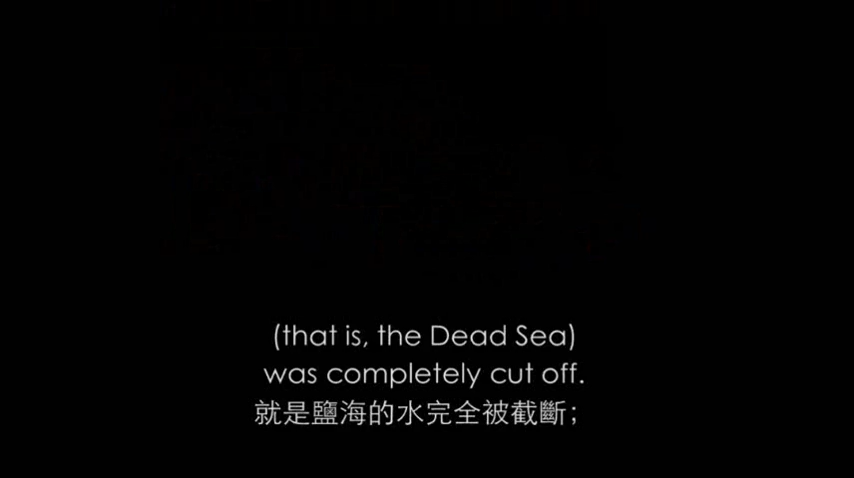 (that is, the Dead Sea)
was completely cut off.
就是鹽海的水完全被截斷；